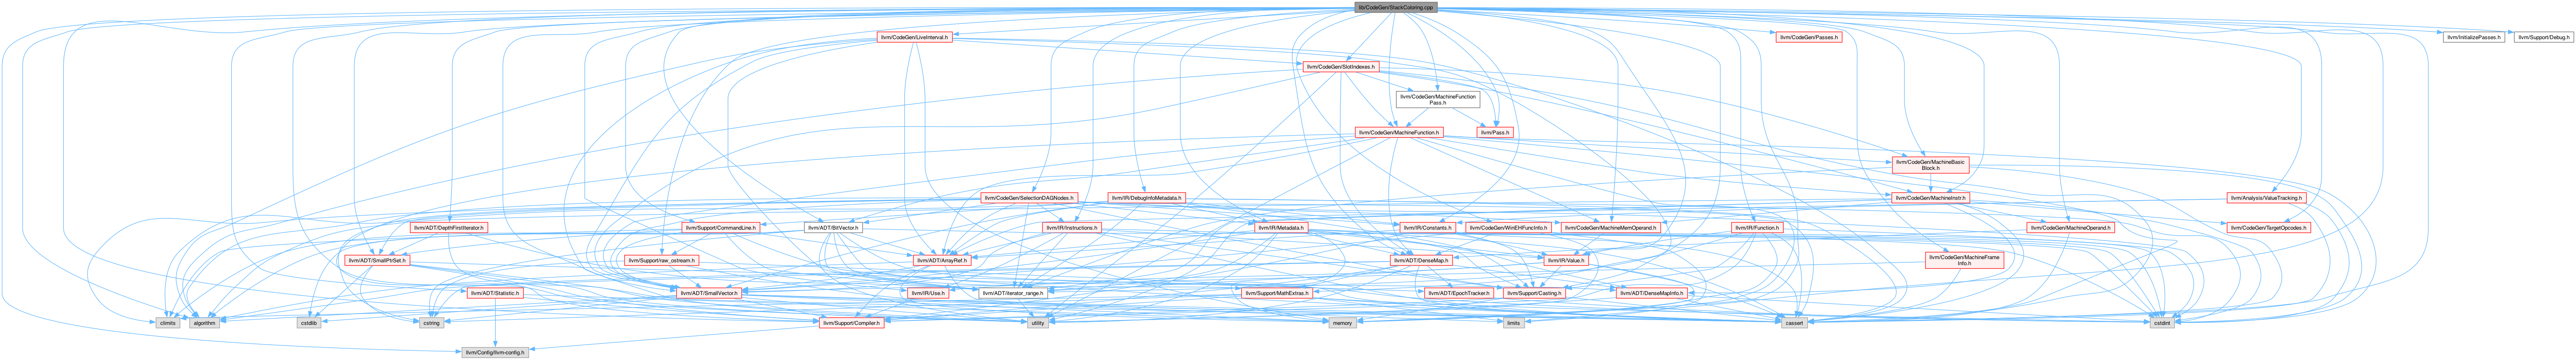 lib/CodeGen/StackColoring.cpp
llvm/CodeGen/LiveInterval.h
llvm/CodeGen/Passes.h
llvm/InitializePasses.h
llvm/Support/Debug.h
llvm/CodeGen/SlotIndexes.h
llvm/CodeGen/MachineFunction
Pass.h
llvm/CodeGen/MachineFunction.h
llvm/Pass.h
llvm/CodeGen/MachineBasic
Block.h
llvm/CodeGen/SelectionDAGNodes.h
llvm/IR/DebugInfoMetadata.h
llvm/CodeGen/MachineInstr.h
llvm/Analysis/ValueTracking.h
llvm/ADT/DepthFirstIterator.h
llvm/Support/CommandLine.h
llvm/ADT/BitVector.h
llvm/IR/Instructions.h
llvm/IR/Metadata.h
llvm/IR/Constants.h
llvm/CodeGen/WinEHFuncInfo.h
llvm/CodeGen/MachineMemOperand.h
llvm/IR/Function.h
llvm/CodeGen/MachineOperand.h
llvm/CodeGen/TargetOpcodes.h
llvm/ADT/SmallPtrSet.h
llvm/Support/raw_ostream.h
llvm/ADT/ArrayRef.h
llvm/ADT/DenseMap.h
llvm/IR/Value.h
llvm/CodeGen/MachineFrame
Info.h
llvm/ADT/Statistic.h
llvm/ADT/SmallVector.h
llvm/IR/Use.h
llvm/ADT/iterator_range.h
llvm/Support/MathExtras.h
llvm/ADT/EpochTracker.h
llvm/Support/Casting.h
llvm/ADT/DenseMapInfo.h
climits
algorithm
cstdlib
cstring
llvm/Support/Compiler.h
utility
memory
limits
cassert
cstdint
llvm/Config/llvm-config.h